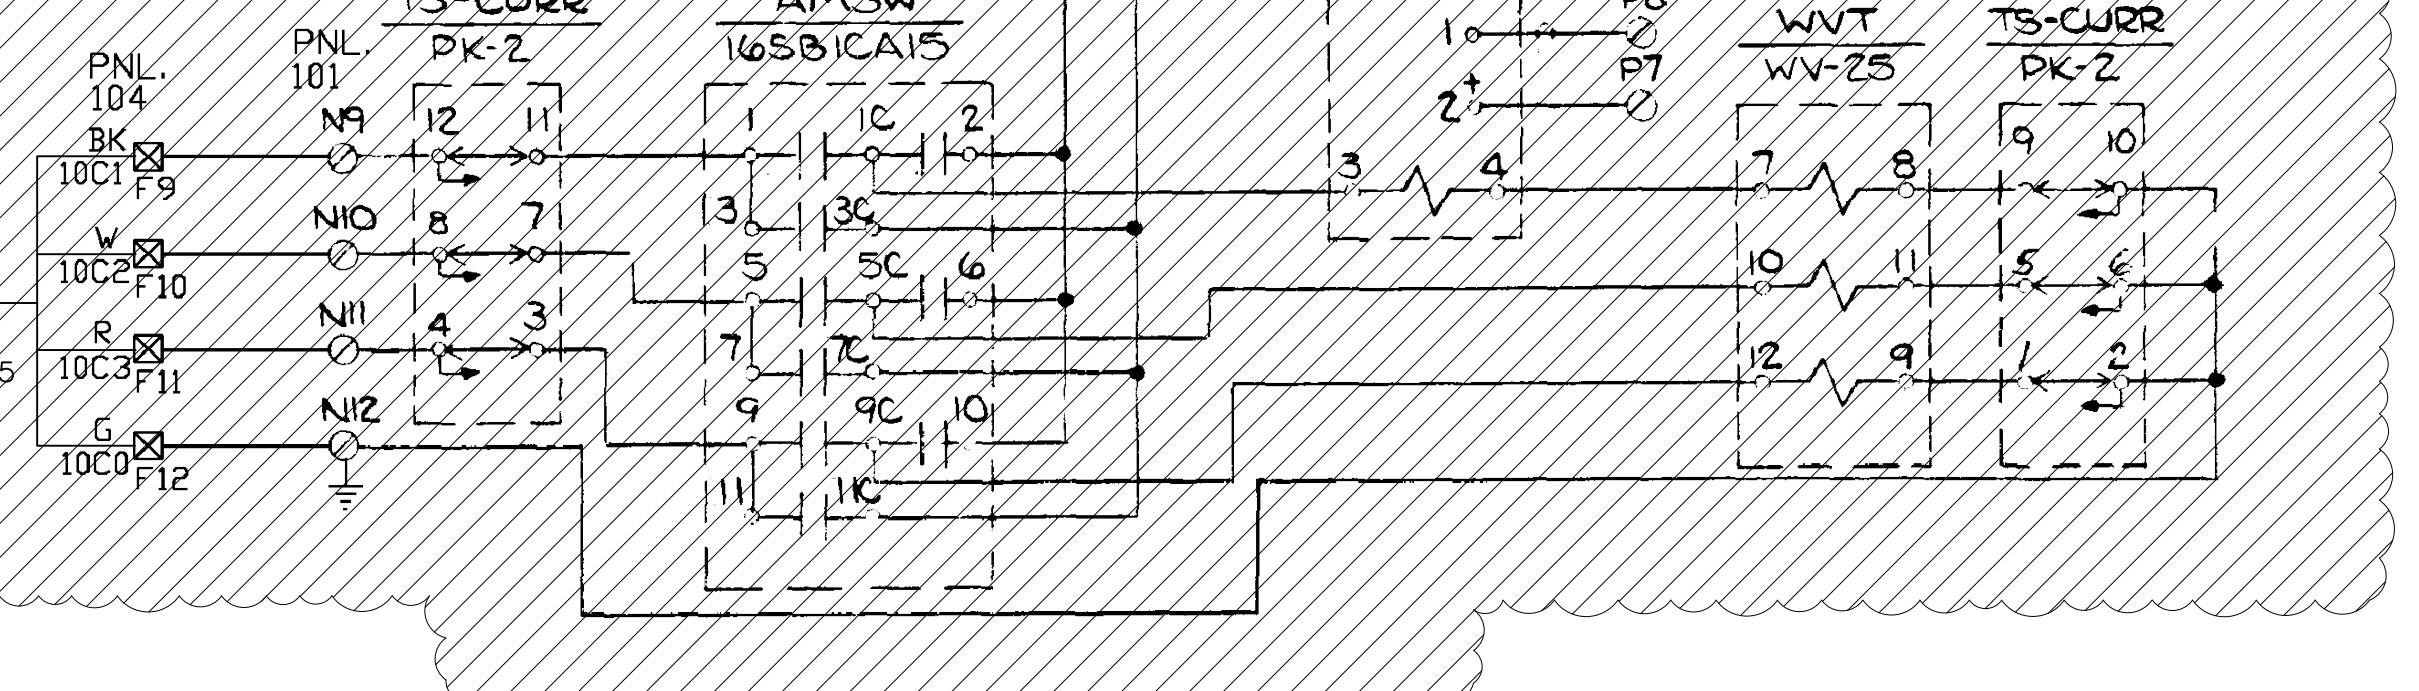 TS-CURR
PK-2
AMSW
16SB1CA15
WVT
WV-25
TS-CURR
PK-2
PNL.
104
PNL.
101
1
P7
2 +
BK
10C1
F9
N9
12 11
1 1C 2
3 4
7 8
9 10
W
10C2
F10
N10
8 7
3 3C
5 5C 6
10 11
5 6
R
10C3
F11
N11
4 3
7 7C
12 9
1 2
G
10C0
F12
N12
9 9C 10
11 11C
5